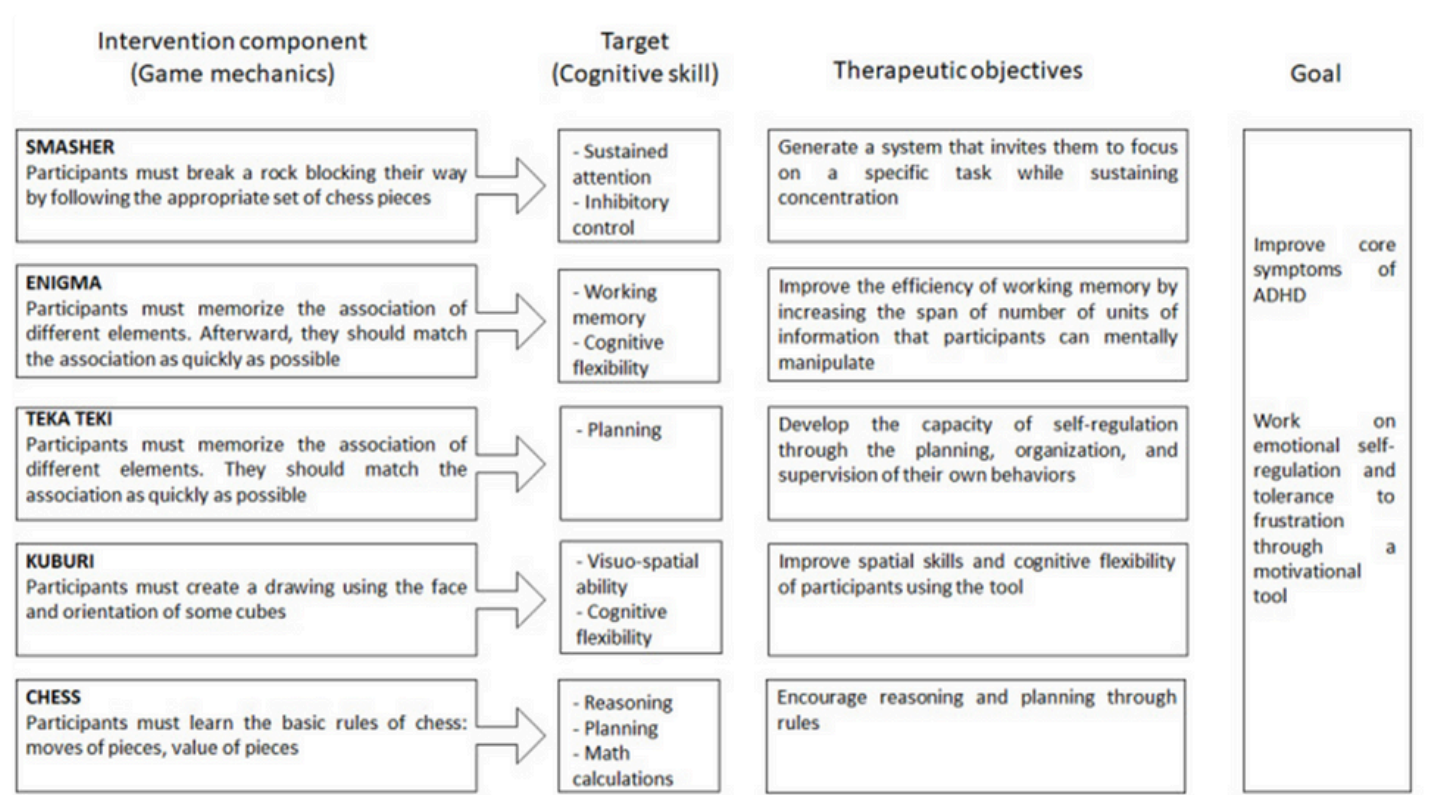 Intervention component
(Game mechanics)
Target
(Cognitive skill)
Therapeutic objectives
Goal
SMASHER
Participants must break a rock blocking their way
by following the appropriate set of chess pieces
- Sustained
attention
- Inhibitory
control
Generate a system that invites them to focus
on a specific task while sustaining
concentration
ENIGMA
Participants must memorize the association of
different elements. Afterward, they should match
the association as quickly as possible
- Working
memory
- Cognitive
flexibility
Improve the efficiency of working memory by
increasing the span of number of units of
information that participants can mentally
manipulate
TEKA TEKI
Participants must memorize the association of
different elements. They should match the
association as quickly as possible
- Planning
Develop the capacity of self-regulation
through the planning, organization, and
supervision of their own behaviors
KUBURI
Participants must create a drawing using the face
and orientation of some cubes
- Visuo-spatial
ability
- Cognitive
flexibility
Improve spatial skills and cognitive flexibility
of participants using the tool
CHESS
Participants must learn the basic rules of chess:
moves of pieces, value of pieces
- Reasoning
- Planning
- Math
calculations
Encourage reasoning and planning through
rules
Improve core
symptoms of
ADHD
Work on
emotional self-
regulation and
tolerance to
frustration
through a
motivational
tool